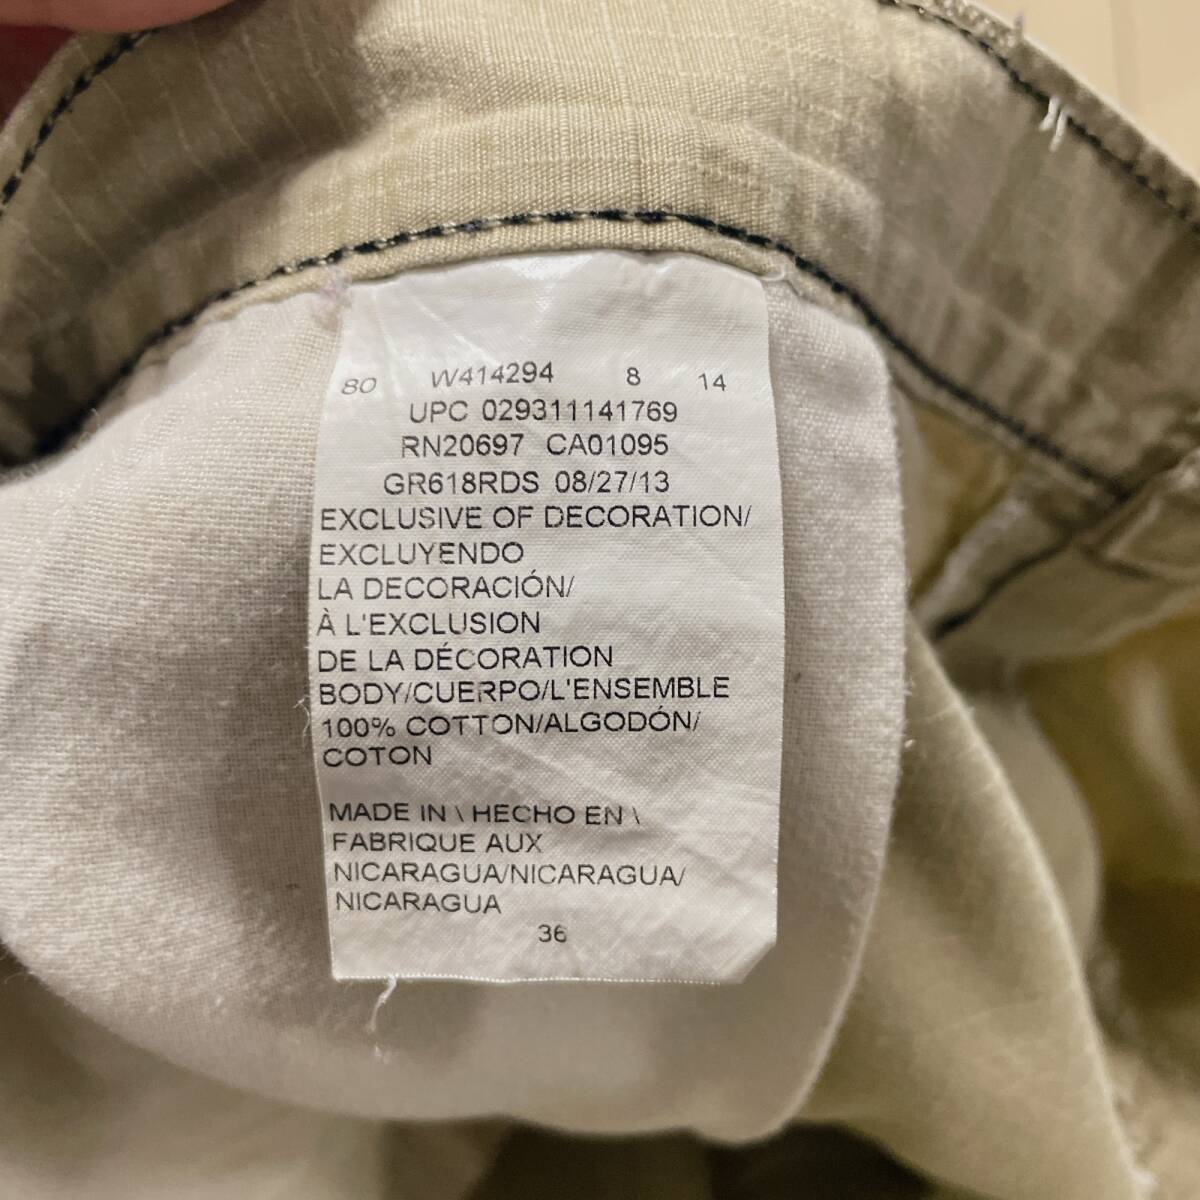 80 W414294 8 14
UPC 029311141769
RN20697 CA01095
GR618RDS 08/27/13
EXCLUSIVE OF DECORATION/
EXCLUYENDO
LA DECORACIÓN/
À L'EXCLUSION
DE LA DÉCORATION
BODY/CUERPO/L'ENSEMBLE
100% COTTON/ALGODÓN/
COTON
MADE IN \ HECHO EN \
FABRIQUE AUX
NICARAGUA/NICARAGUA/
NICARAGUA
36